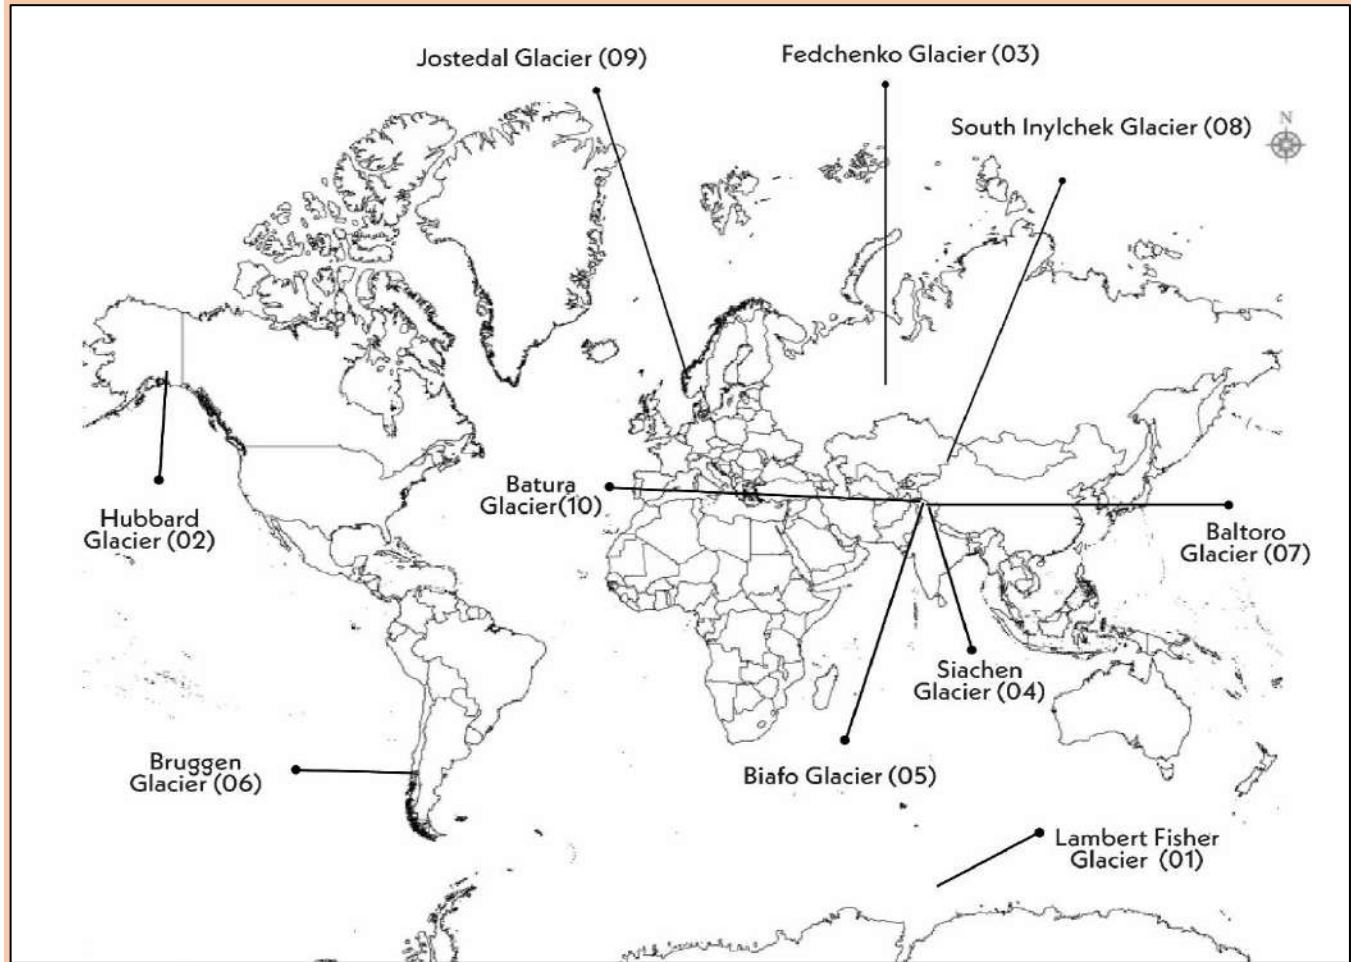 Jostedal Glacier (09)
Fedchenko Glacier (03)
South Inylchek Glacier (08)
N
Batura
Glacier(10)
Hubbard
Glacier (02)
Baltoro
Glacier (07)
Siachen
Glacier (04)
Bruggen
Glacier (06)
Biafo Glacier (05)
Lambert Fisher
Glacier (01)